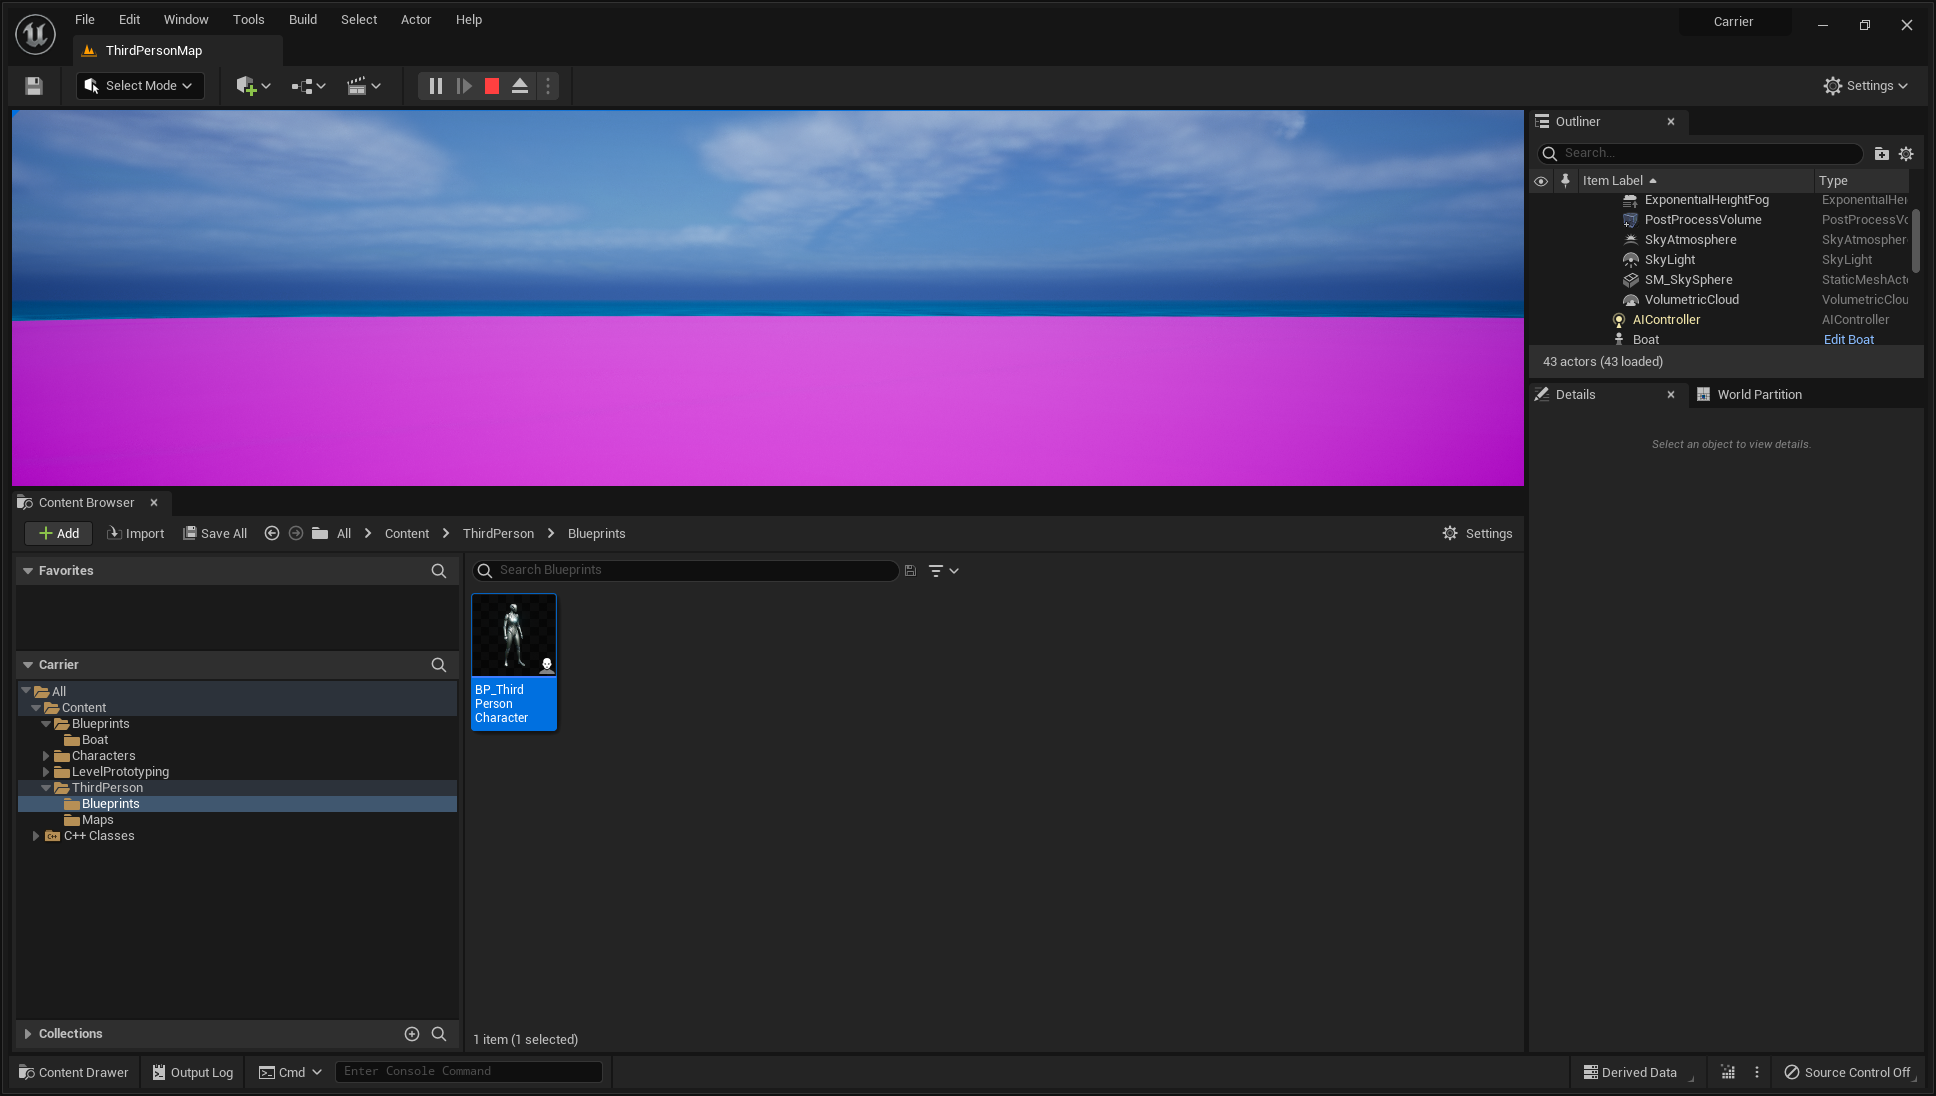 File Edit Window Tools Build Select Actor Help
Carrier
ThirdPersonMap
Select Mode
Settings
Outliner
Search...
Item Label Type
ExponentialHeightFog ExponentialHei
PostProcessVolume PostProcessVo
SkyAtmosphere SkyAtmospher
SkyLight SkyLight
SM_SkySphere StaticMeshActo
VolumetricCloud VolumetricClou
AIController AIController
Boat Edit Boat
43 actors (43 loaded)
Details World Partition
Select an object to view details.
Content Browser
Add Import Save All All Content ThirdPerson Blueprints Settings
Favorites
Search Blueprints
BP_Third
Person
Character
Carrier
All
Content
Blueprints
Boat
Characters
LevelPrototyping
ThirdPerson
Blueprints
Maps
C++ Classes
Collections
1 item (1 selected)
Content Drawer Output Log Cmd Enter Console Command Derived Data Source Control Off